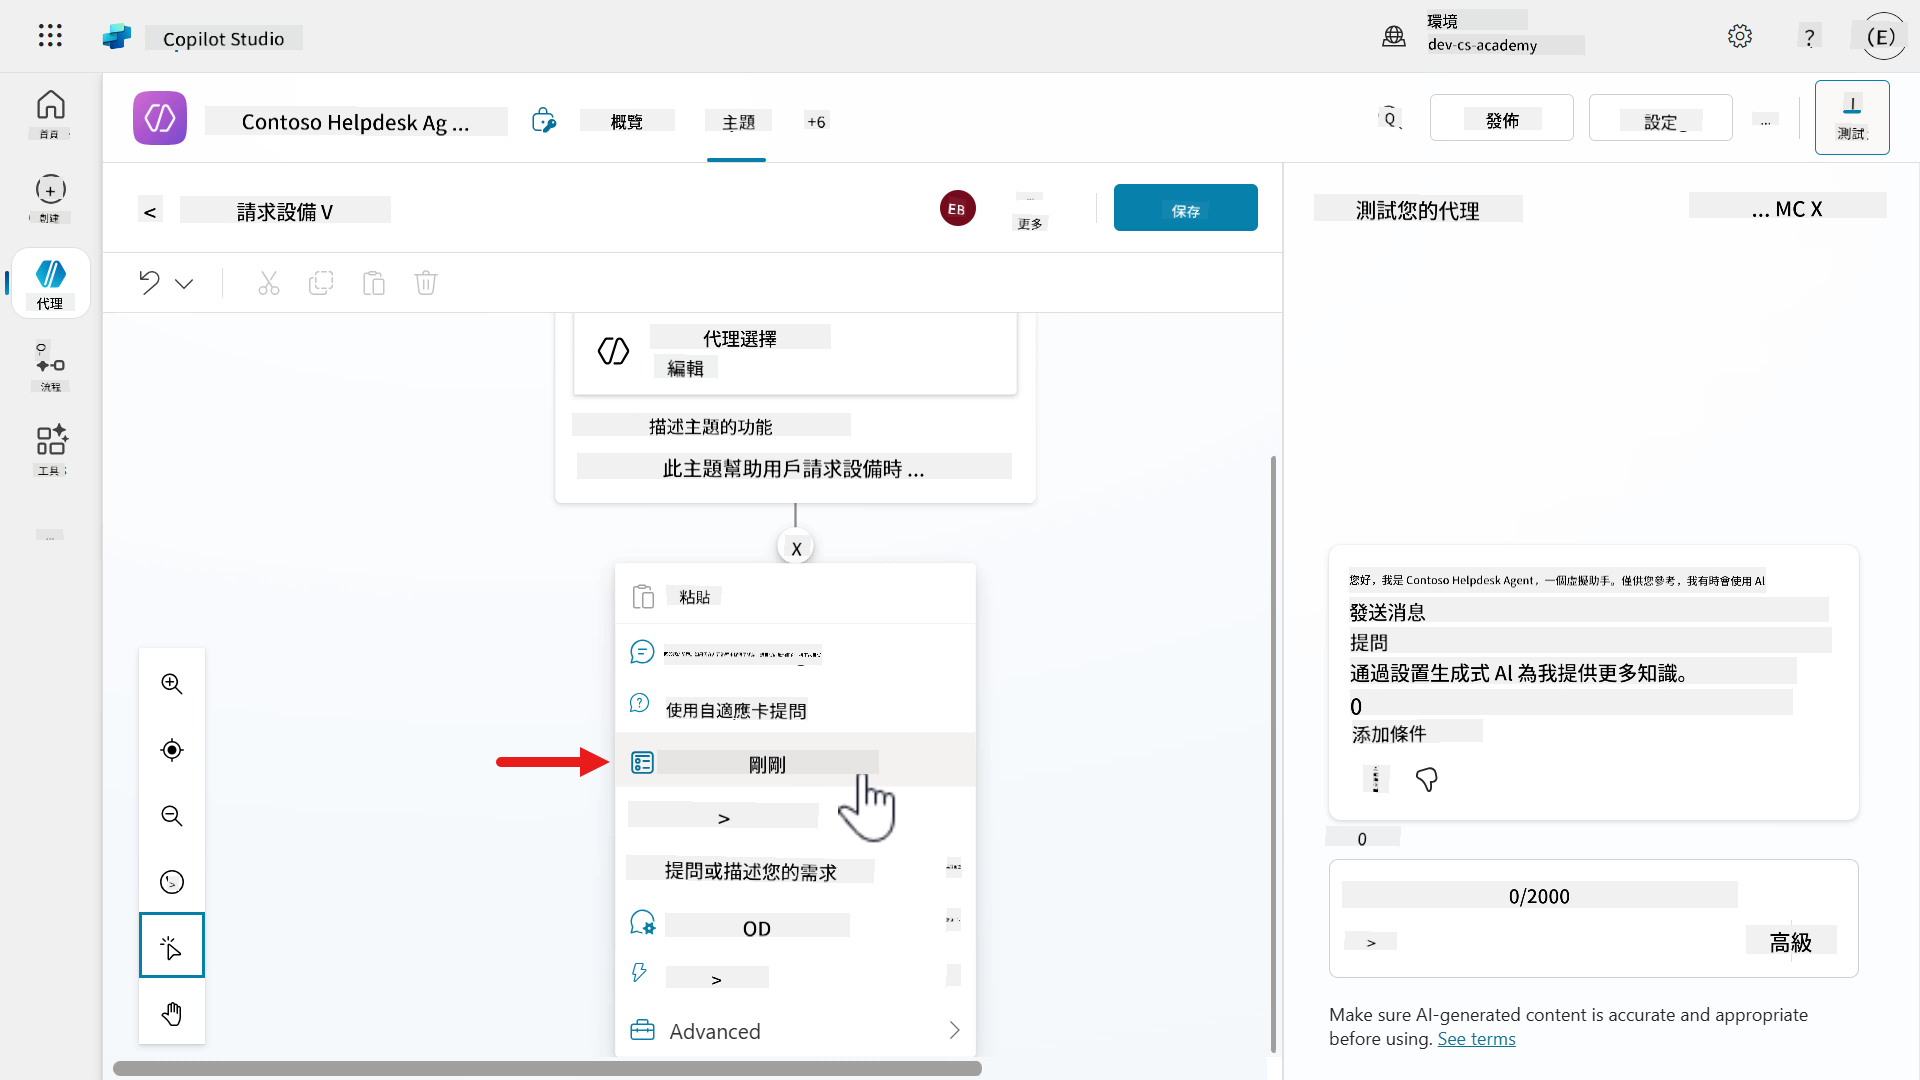 Copilot Studio
環境
dev-cs-academy
?
(E)
首頁
創建
代理
流程
工具
...
Contoso Helpdesk Ag ...
概覽
主題
+6
Q
發佈
設定
...
測試
<
請求設備 V
EB
更多
保存
代理選擇
編輯
描述主題的功能
此主題幫助用戶請求設備時 ...
X
粘貼
使用自適應卡提問
剛剛
>
提問或描述您的需求
OD
>
Advanced
測試您的代理
... MC X
您好，我是 Contoso Helpdesk Agent，一個虛擬助手。僅供您參考，我有時會使用 AI
發送消息
提問
通過設置生成式 AI 為我提供更多知識。
0
添加條件
0
0/2000
>
高級
Make sure AI-generated content is accurate and appropriate
before using. See terms